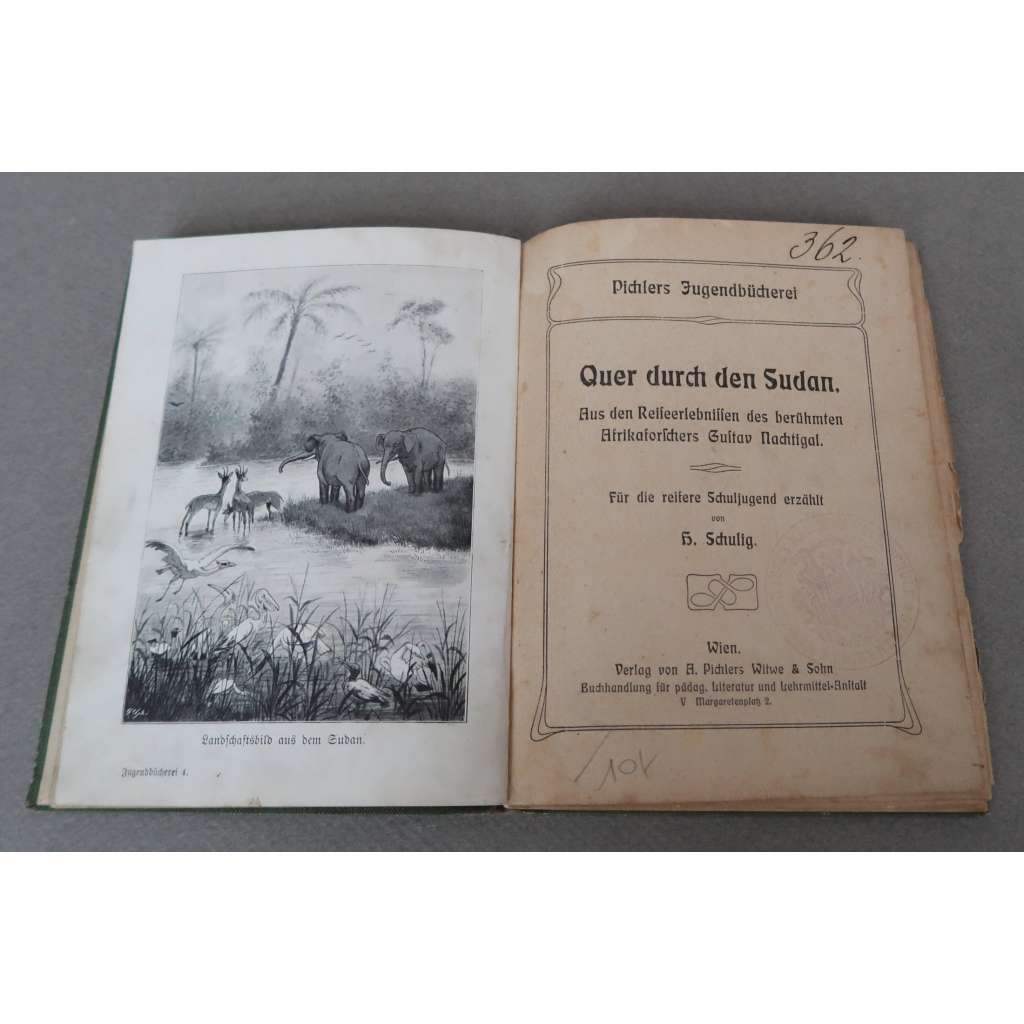 Landschaftsbild aus dem Sudan.
Jugendbücherei 4.
362.
Pichlers Jugendbücherei
Quer durch den Sudan.
Aus den Reiseerlebnissen des berühmten
Afrikaforschers Gustav Nachtigal.
Für die reifere Schuljugend erzählt
von
H. Schulig.
Wien.
Verlag von A. Pichlers Witwe & Sohn
Buchhandlung für pädag. Literatur und Lehrmittel-Anstalt
V Margaretenplatz 2.